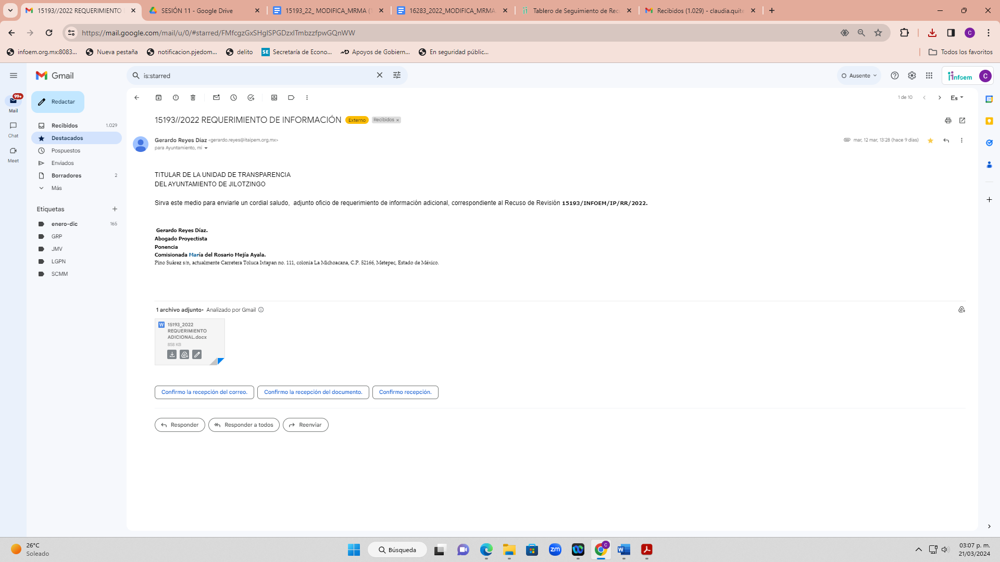 15193//2022 REQUERIMIENTO
SESIÓN 11 - Google Drive
15193_22_ MODIFICA_MRMA (1
16283_2022_MODIFICA_MRMA
Tablero de Seguimiento de Rec
Recibidos (1.029) - claudia.quite
https://mail.google.com/mail/u/0/#starred/FMfcgzGxSHglSPGDzxlTmbzzfpwGQnWW
C
infoem.org.mx:8083...
Nueva pestaña
notificacion.pjedom...
delito
SE Secretaría de Econo...
Apoyos de Gobiern...
En seguridad públic...
Todos los favoritos
Gmail
is:starred
Ausente
infoem
C
99+
Mail
Chat
Meet
Redactar
Recibidos 1.029
Destacados
Pospuestos
Enviados
Borradores 2
Más
Etiquetas
enero-dic 165
GRP
JMV
LGPN
SCMM
1 de 10
Es
15193//2022 REQUERIMIENTO DE INFORMACIÓN Externo Recibidos x
Gerardo Reyes Díaz <gerardo.reyes@itaipem.org.mx>
mar, 12 mar, 13:28 (hace 9 días)
para Ayuntamiento, mí
TITULAR DE LA UNIDAD DE TRANSPARENCIA
DEL AYUNTAMIENTO DE JILOTZINGO
Sirva este medio para enviarle un cordial saludo, adjunto oficio de requerimiento de información adicional, correspondiente al Recuso de Revisión 15193/INFOEM/IP/RR/2022.
Gerardo Reyes Díaz.
Abogado Proyectista
Ponencia
Comisionada María del Rosario Mejía Ayala.
Pino Suárez s/n, actualmente Carretera Toluca Ixtapan no. 111, colonia La Michoacana, C.P. 52166, Metepec, Estado de México.
1 archivo adjunto • Analizado por Gmail
W 15193_2022
REQUERIMIENTO
ADICIONAL.docx
858 KB
Confirmo la recepción del correo.
Confirmo la recepción del documento.
Confirmo recepción.
Responder
Responder a todos
Reenviar
26°C
Soleado
Búsqueda
zm
C
W
03:07 p. m.
21/03/2024